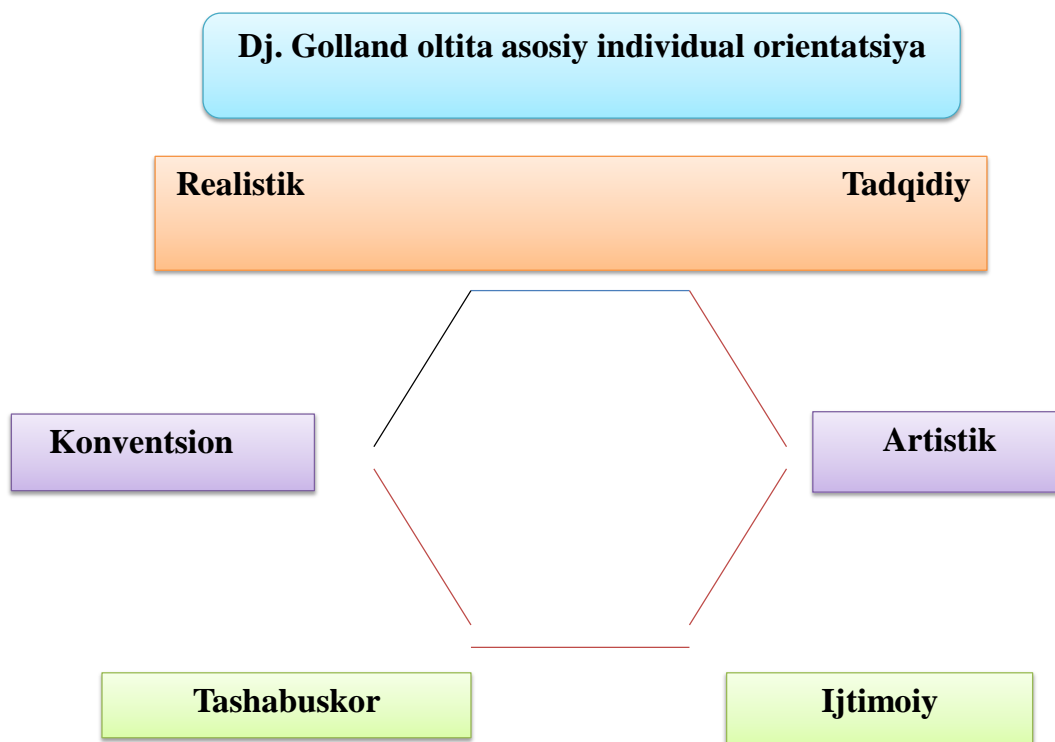 Dj. Golland oltita asosiy individual orientatsiya
Realistik Tadqidiy
Konventsion Artistik
Tashabuskor Ijtimoiy